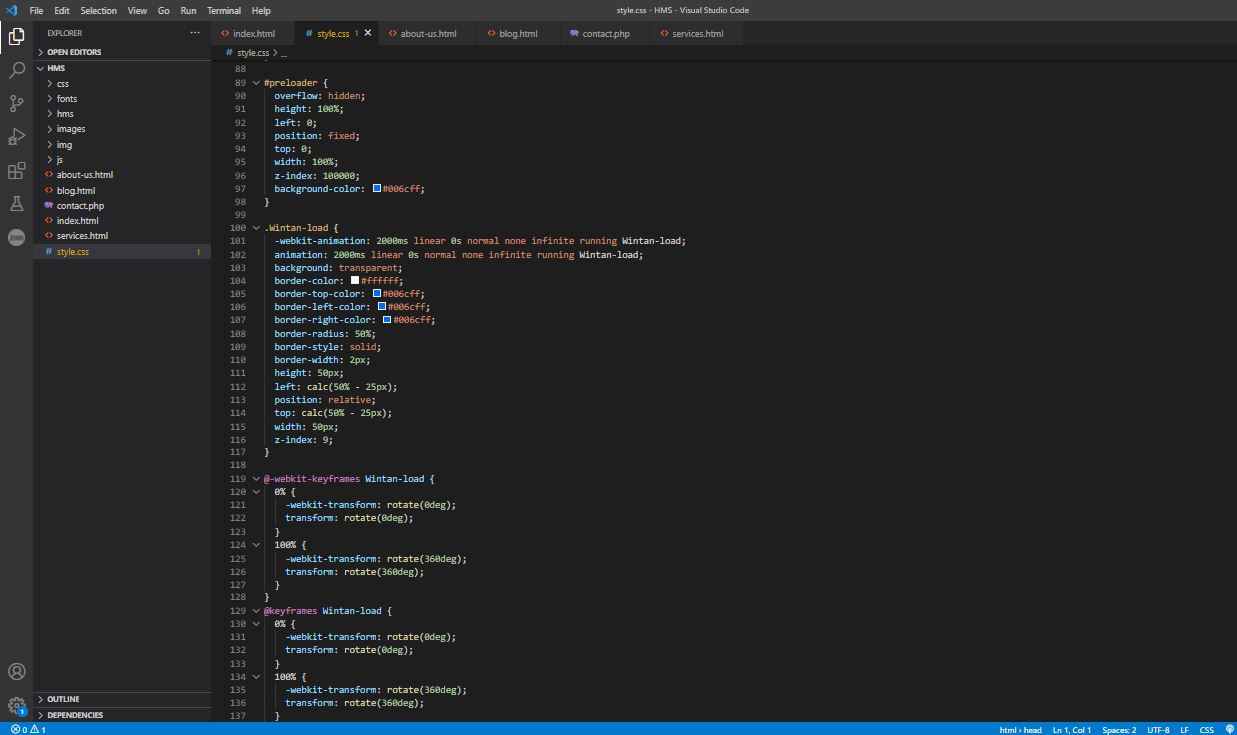 File Edit Selection View Go Run Terminal Help
style.css - HMS - Visual Studio Code
EXPLORER ...
OPEN EDITORS
HMS
css
fonts
hms
images
img
js
about-us.html
blog.html
contact.php
index.html
services.html
# style.css 1
OUTLINE
DEPENDENCIES
index.html # style.css 1 about-us.html blog.html contact.php services.html
# style.css > ...
88
89 #preloader {
90 overflow: hidden;
91 height: 100%;
92 left: 0;
93 position: fixed;
94 top: 0;
95 width: 100%;
96 z-index: 100000;
97 background-color: #006cff;
98 }
99
100 .Wintan-load {
101 -webkit-animation: 2000ms linear 0s normal none infinite running Wintan-load;
102 animation: 2000ms linear 0s normal none infinite running Wintan-load;
103 background: transparent;
104 border-color: #ffffff;
105 border-top-color: #006cff;
106 border-left-color: #006cff;
107 border-right-color: #006cff;
108 border-radius: 50%;
109 border-style: solid;
110 border-width: 2px;
111 height: 50px;
112 left: calc(50% - 25px);
113 position: relative;
114 top: calc(50% - 25px);
115 width: 50px;
116 z-index: 9;
117 }
118
119 @-webkit-keyframes Wintan-load {
120 0% {
121 -webkit-transform: rotate(0deg);
122 transform: rotate(0deg);
123 }
124 100% {
125 -webkit-transform: rotate(360deg);
126 transform: rotate(360deg);
127 }
128 }
129 @keyframes Wintan-load {
130 0% {
131 -webkit-transform: rotate(0deg);
132 transform: rotate(0deg);
133 }
134 100% {
135 -webkit-transform: rotate(360deg);
136 transform: rotate(360deg);
137 }
0 1 html > head Ln 1, Col 1 Spaces: 2 UTF-8 LF CSS